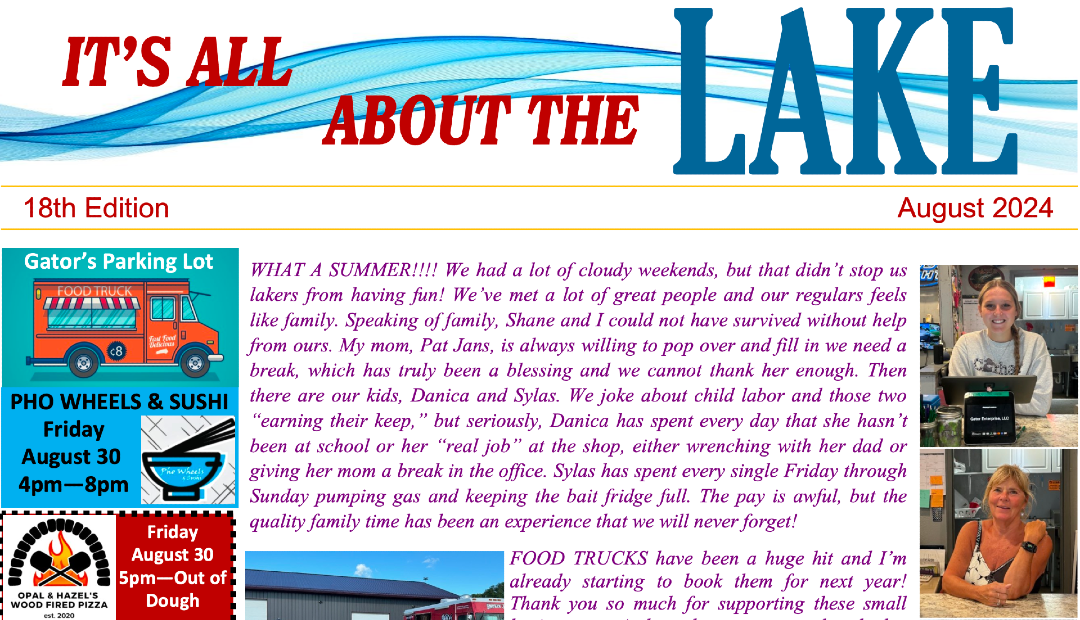 IT'S ALL
ABOUT THE
LAKE
18th Edition
August 2024
Gator's Parking Lot
FOOD TRUCK
Fast Food
Delicious
c8
PHO WHEELS & SUSHI
Friday
August 30
4pm—8pm
Pho Wheels
& Sushi
OPAL & HAZEL'S
WOOD FIRED PIZZA
est. 2020
Friday
August 30
5pm—Out of
Dough
WHAT A SUMMER!!!! We had a lot of cloudy weekends, but that didn't stop us
lakers from having fun! We've met a lot of great people and our regulars feels
like family. Speaking of family, Shane and I could not have survived without help
from ours. My mom, Pat Jans, is always willing to pop over and fill in we need a
break, which has truly been a blessing and we cannot thank her enough. Then
there are our kids, Danica and Sylas. We joke about child labor and those two
“earning their keep,” but seriously, Danica has spent every day that she hasn't
been at school or her “real job” at the shop, either wrenching with her dad or
giving her mom a break in the office. Sylas has spent every single Friday through
Sunday pumping gas and keeping the bait fridge full. The pay is awful, but the
quality family time has been an experience that we will never forget!
FOOD TRUCKS have been a huge hit and I'm
already starting to book them for next year!
Thank you so much for supporting these small
Gator Enterprise, LLC